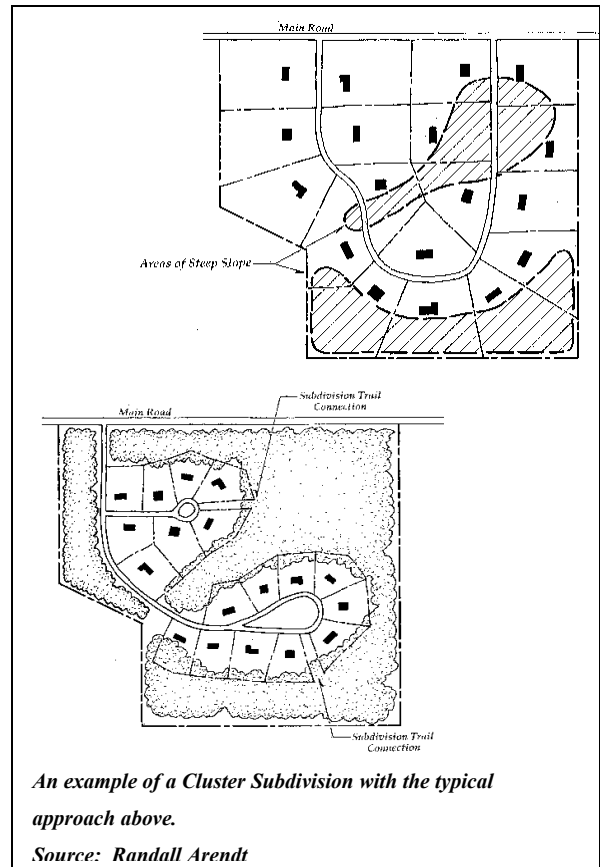 Main Road
Areas of Steep Slope
Subdivision Trail
Connection
Main Road
Subdivision Trail
Connection
An example of a Cluster Subdivision with the typical
approach above.
Source: Randall Arendt